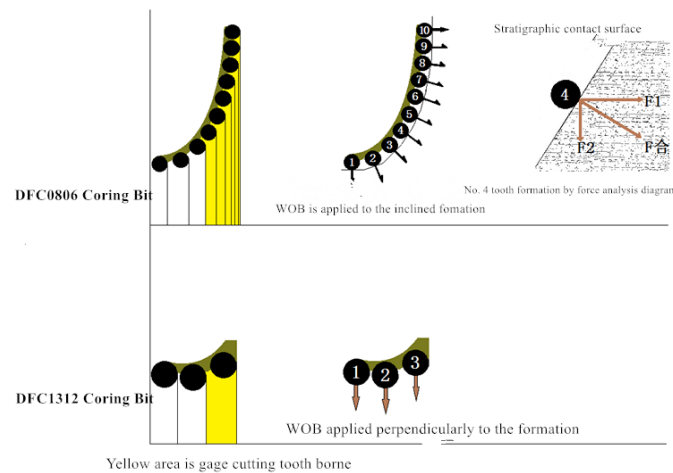 Stratigraphic contact surface
10
9
8
7
6
5
4
3
2
1
4
F1
F2
F合
No. 4 tooth formation by force analysis diagram
DFC0806 Coring Bit
WOB is applied to the inclined fomation
1
2
3
DFC1312 Coring Bit
WOB applied perpendicularly to the formation
Yellow area is gage cutting tooth borne